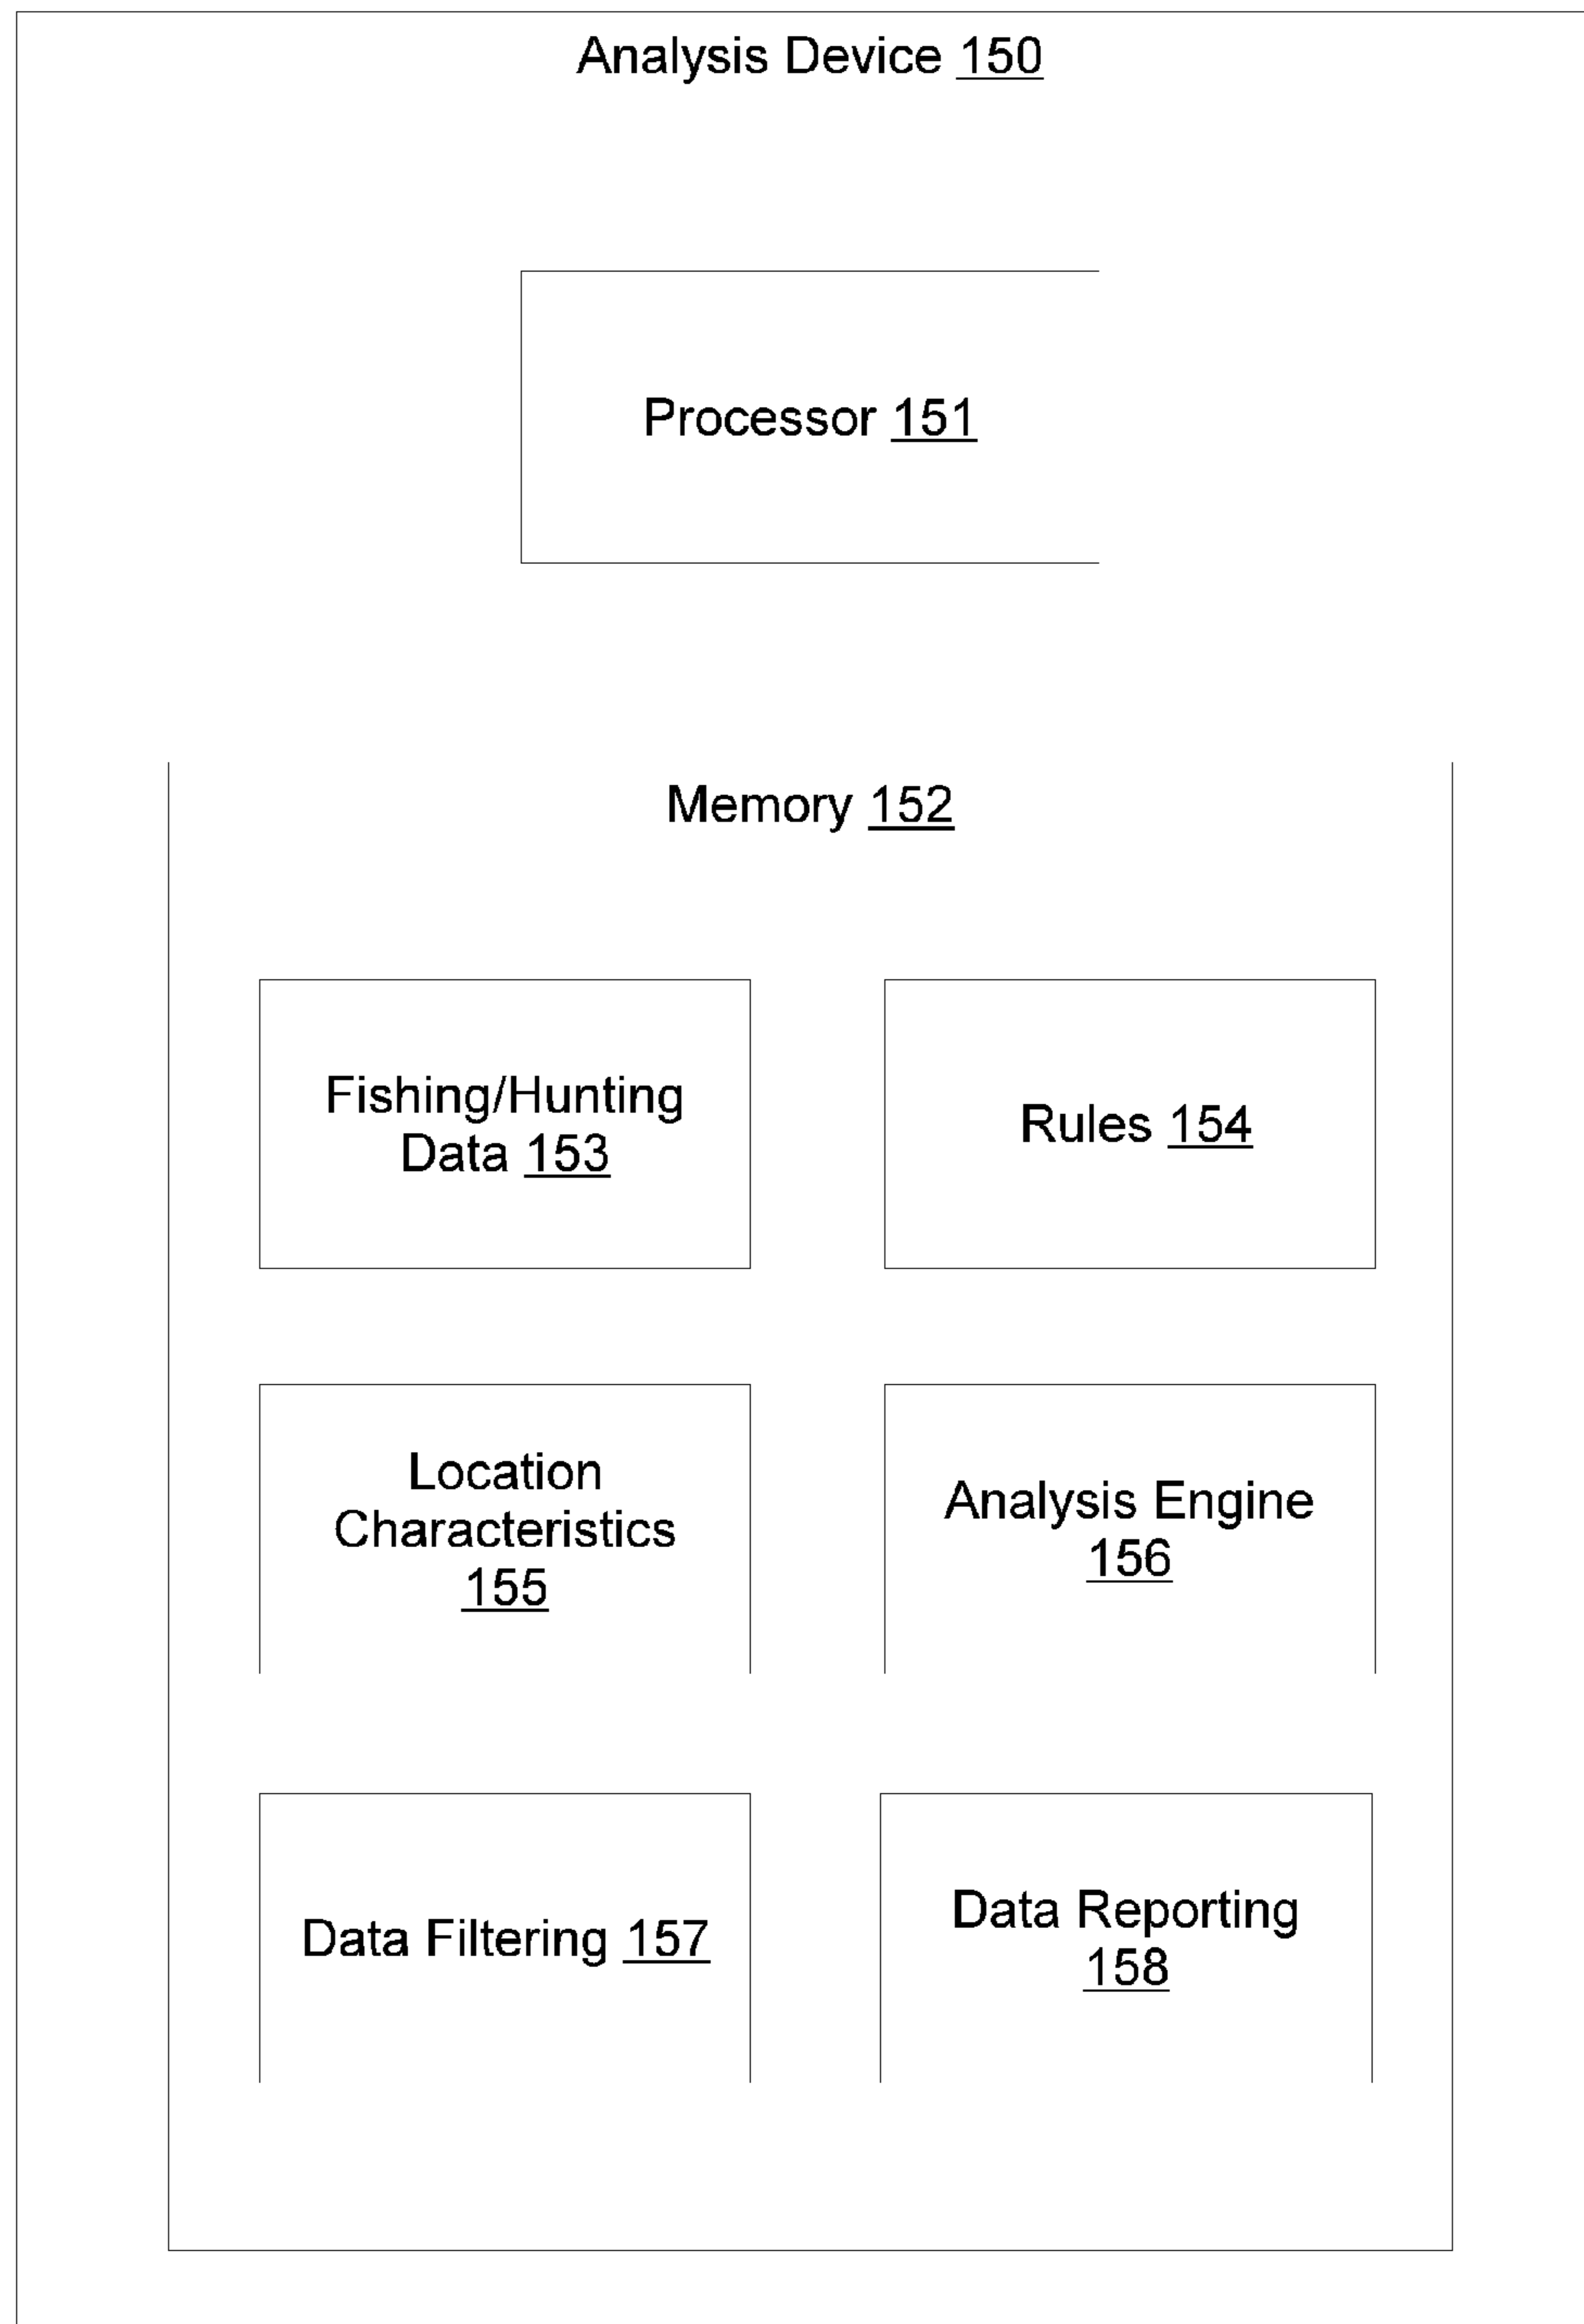 Analysis Device 150
Processor 151
Memory 152
Fishing/Hunting
Data 153
Rules 154
Location
Characteristics
155
Analysis Engine
156
Data Filtering 157
Data Reporting
158